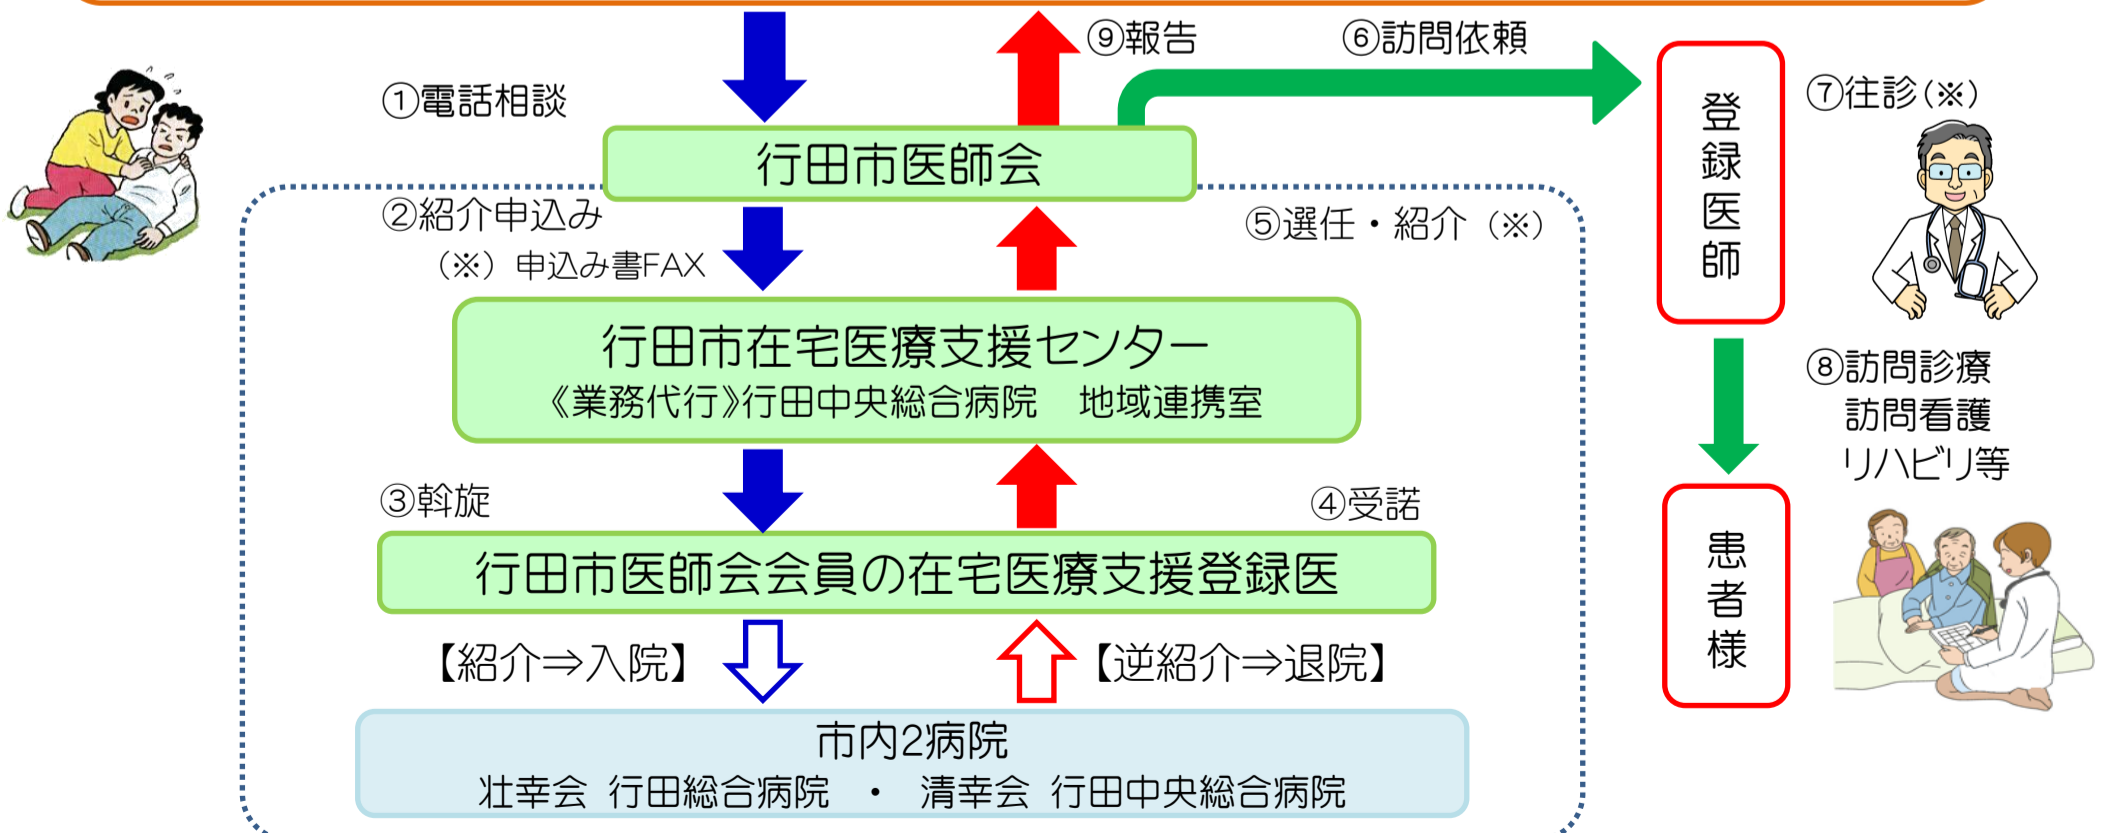 ⑨報告
⑥訪問依頼
①電話相談
行田市医師会
登録医師
⑦往診(※)
②紹介申込み
(※)申込み書FAX
⑤選任・紹介(※)
行田市在宅医療支援センター
《業務代行》行田中央総合病院 地域連携室
⑧訪問診療
訪問看護
リハビリ等
③斡旋
④受諾
行田市医師会会員の在宅医療支援登録医
患者様
【紹介⇒入院】
【逆紹介⇒退院】
市内2病院
壮幸会 行田総合病院 ・ 清幸会 行田中央総合病院